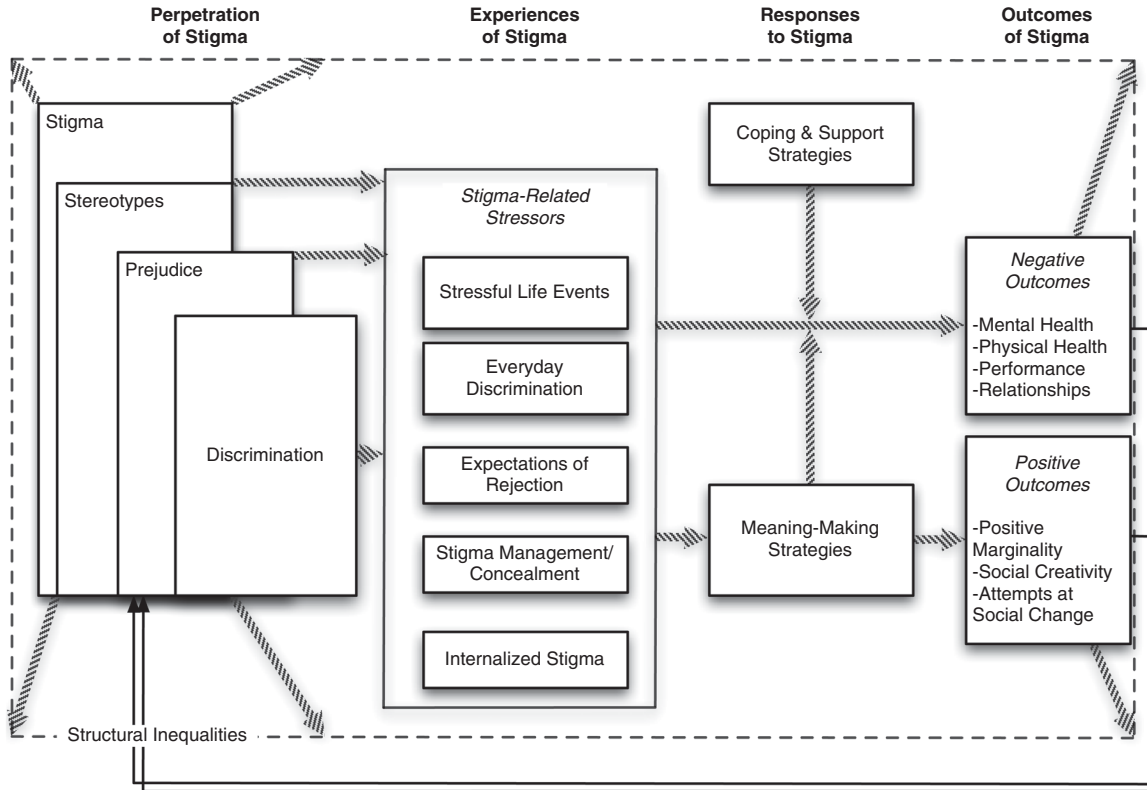 Perpetration
of Stigma
Experiences
of Stigma
Responses
to Stigma
Outcomes
of Stigma
Stigma
Stereotypes
Prejudice
Discrimination
Stigma-Related
Stressors
Stressful Life Events
Everyday
Discrimination
Expectations of
Rejection
Stigma Management/
Concealment
Internalized Stigma
Coping & Support
Strategies
Meaning-Making
Strategies
Negative
Outcomes
-Mental Health
-Physical Health
-Performance
-Relationships
Positive
Outcomes
-Positive
Marginality
-Social Creativity
-Attempts at
Social Change
Structural Inequalities